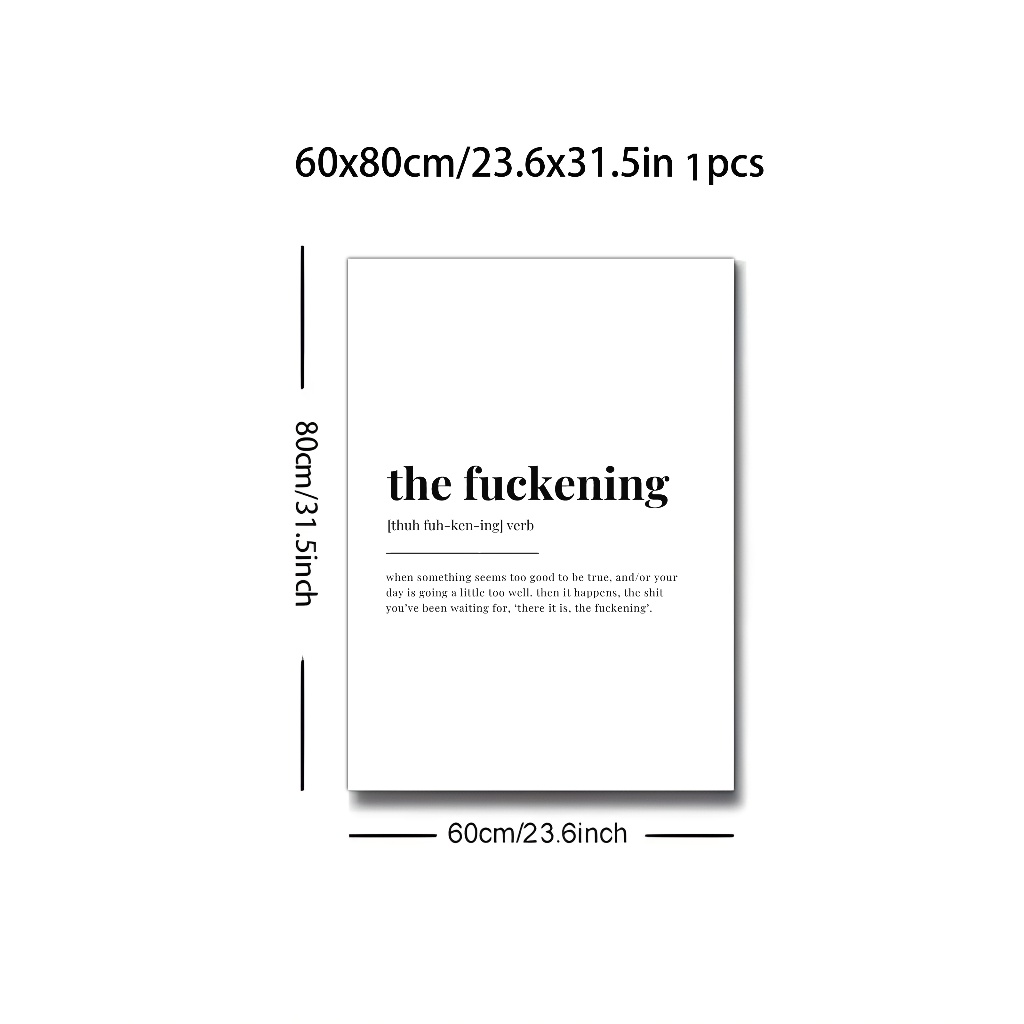 60x80cm/23.6x31.5in 1pcs
80cm/31.5inch
the fuckening
[thuh fuh-ken-ing] verb
when something seems too good to be true, and/or your
day is going a little too well. then it happens, the shit
you've been waiting for, 'there it is, the fuckening'.
60cm/23.6inch